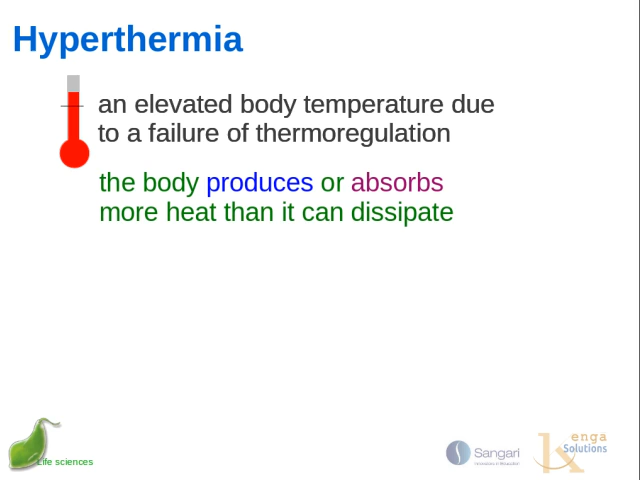 Hyperthermia
an elevated body temperature due
to a failure of thermoregulation
the body produces or absorbs
more heat than it can dissipate
Life sciences
Sangari
enga
Solutions